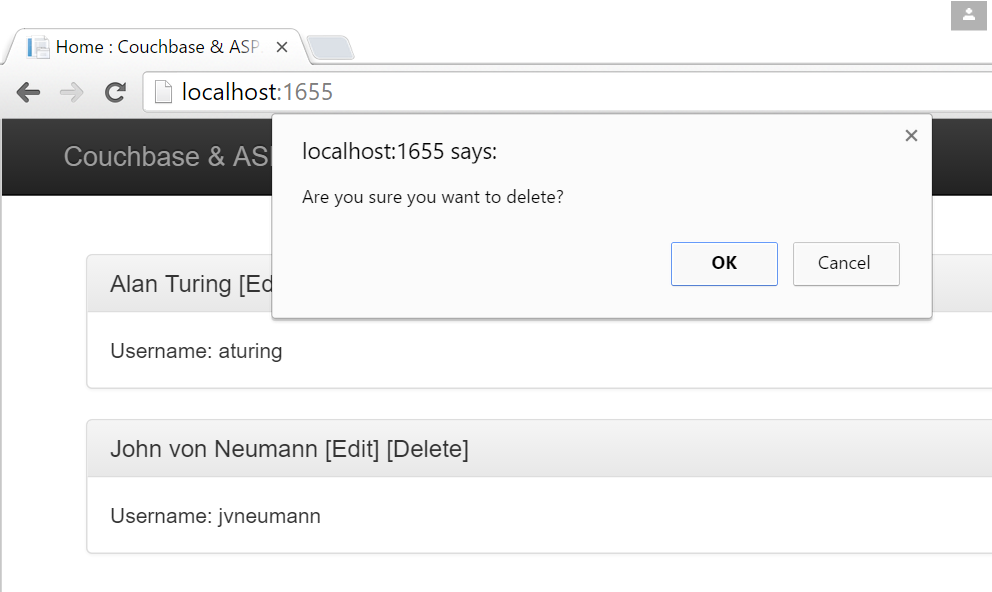 Home : Couchbase & ASP
localhost:1655
Couchbase & AS
localhost:1655 says:
Are you sure you want to delete?
OK
Cancel
Alan Turing [Ed
Username: aturing
John von Neumann [Edit] [Delete]
Username: jvneumann